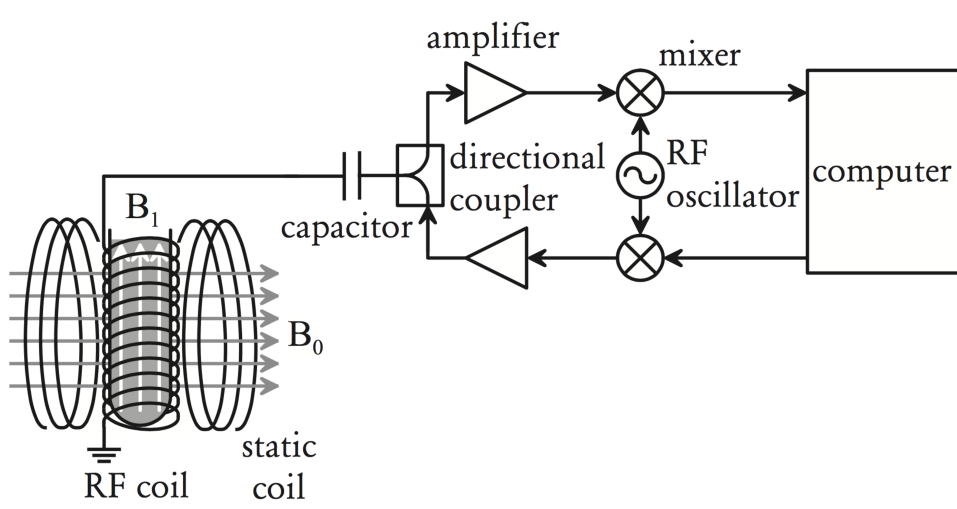 amplifier
mixer
directional
coupler
RF
oscillator
computer
capacitor
B1
B0
static
coil
RF coil